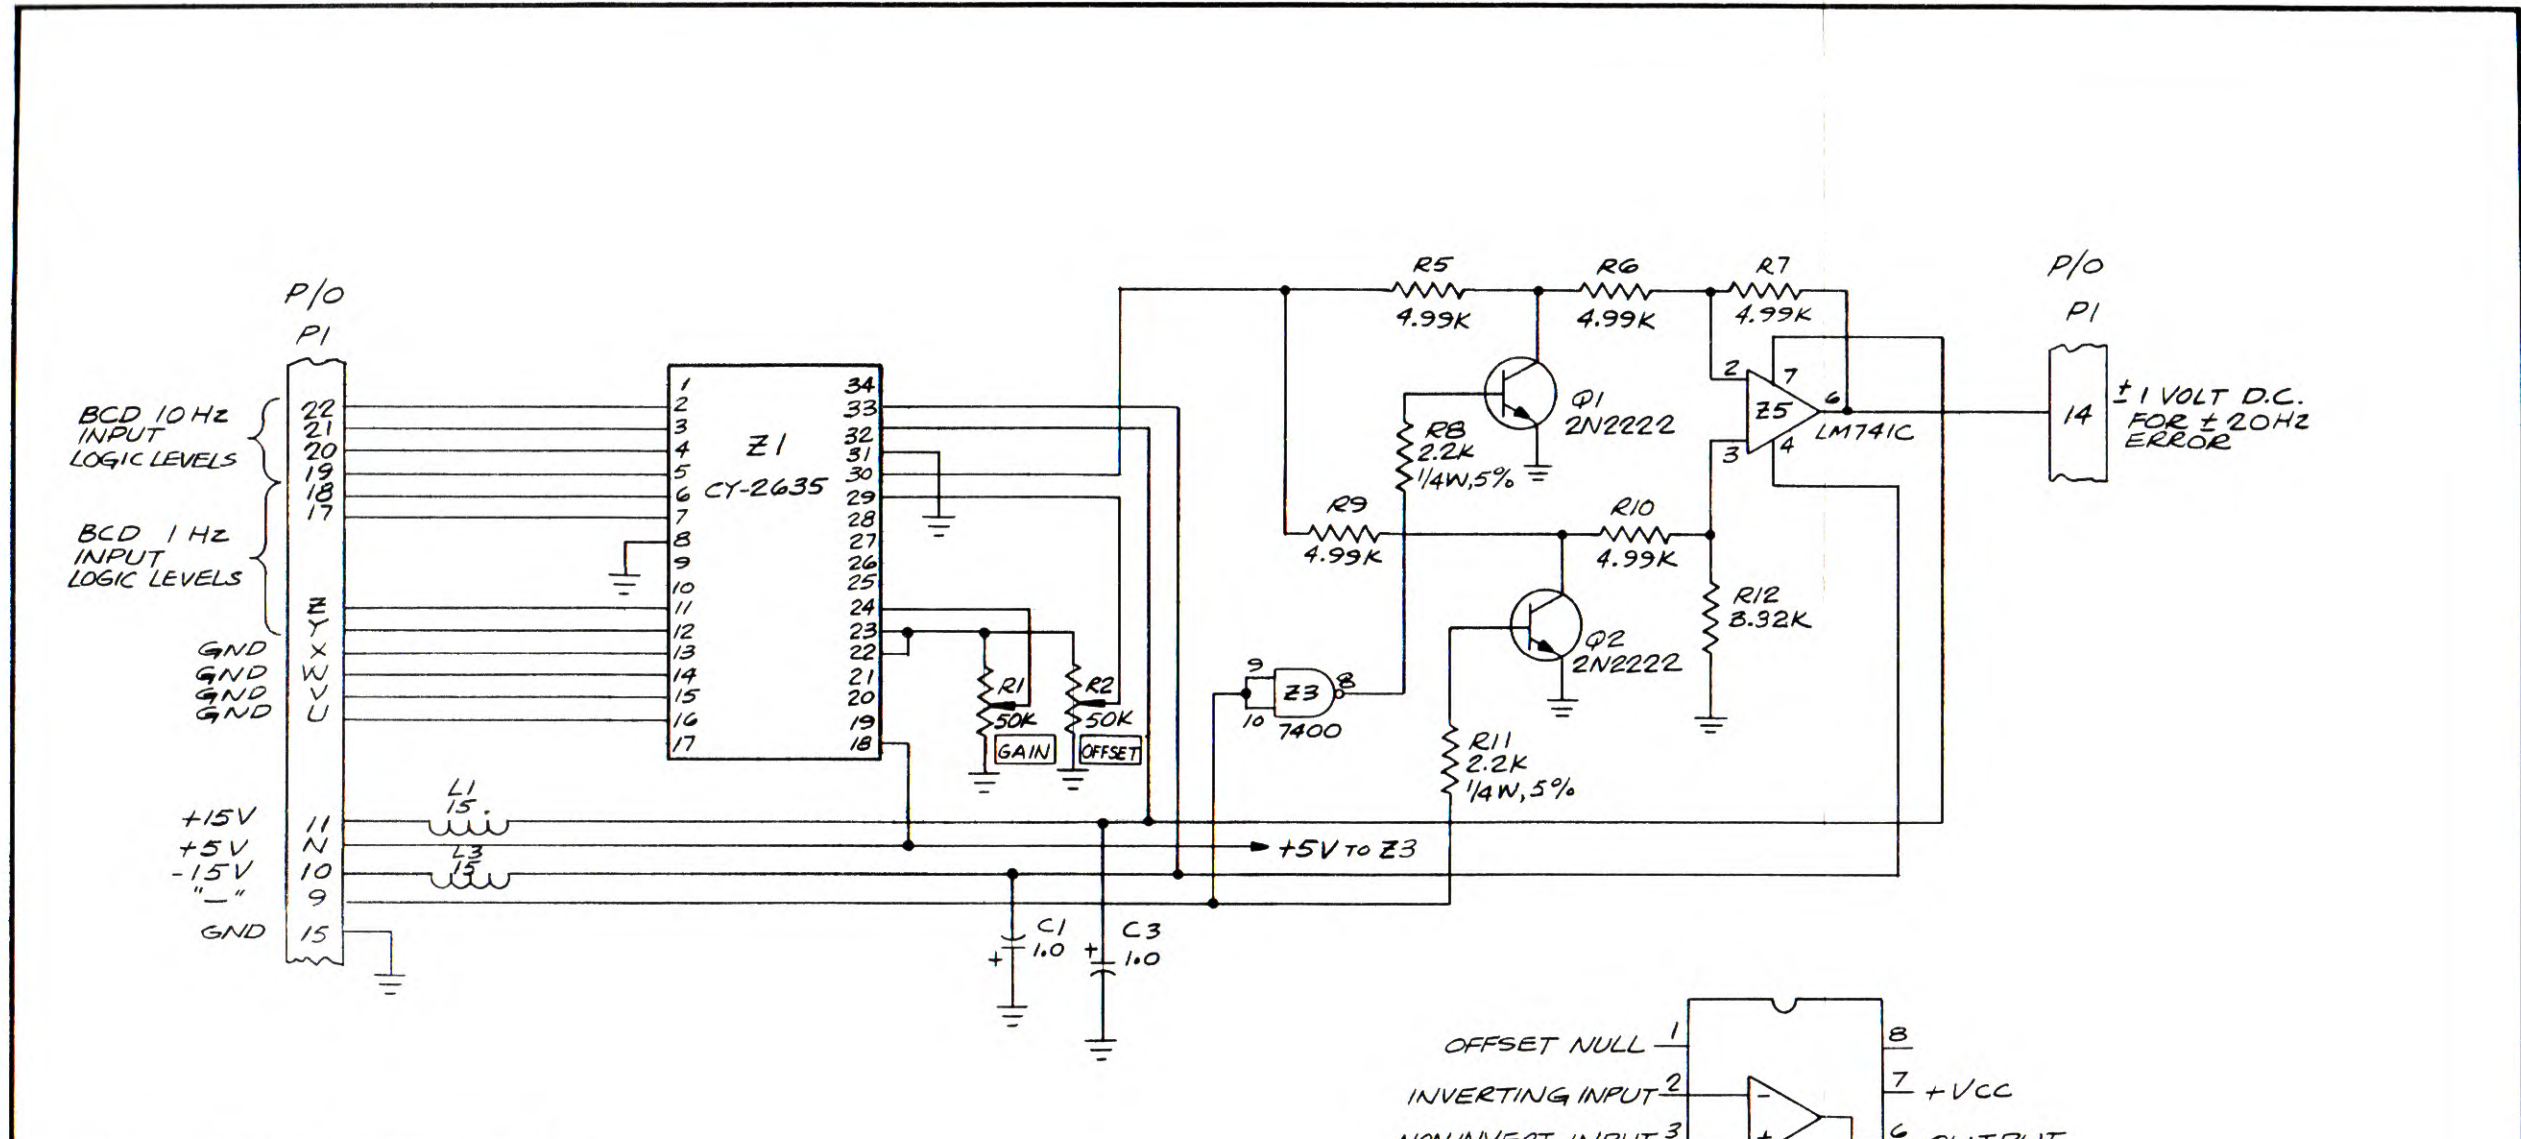 P/O
P1
BCD 10 Hz
INPUT
LOGIC LEVELS
BCD 1 Hz
INPUT
LOGIC LEVELS
GND
GND
GND
GND
+15V
+5V
-15V
"—"
GND
22
21
20
19
18
17
Z
Y
X
W
V
U
11
N
10
9
15
L1
15
L3
15
1
2
3
4
5
6
7
8
9
10
11
12
13
14
15
16
17
Z1
CY-2635
34
33
32
31
30
29
28
27
26
25
24
23
22
21
20
19
18
R1
50K
GAIN
R2
50K
OFFSET
C1
1.0
+
C3
1.0
+
+5V TO Z3
R5
4.99K
R6
4.99K
R7
4.99K
Q1
2N2222
R8
2.2K
1/4W, 5%
R9
4.99K
R10
4.99K
R12
3.32K
Q2
2N2222
9
10
Z3
8
7400
R11
2.2K
1/4W, 5%
2
3
7
Z5
6
4
LM741C
P/O
P1
14
± 1 VOLT D.C.
FOR ± 20 HZ
ERROR
OFFSET NULL 1
8
INVERTING INPUT 2
-
7 +VCC
NONINVERT. INPUT 3
+
6 OUTPUT